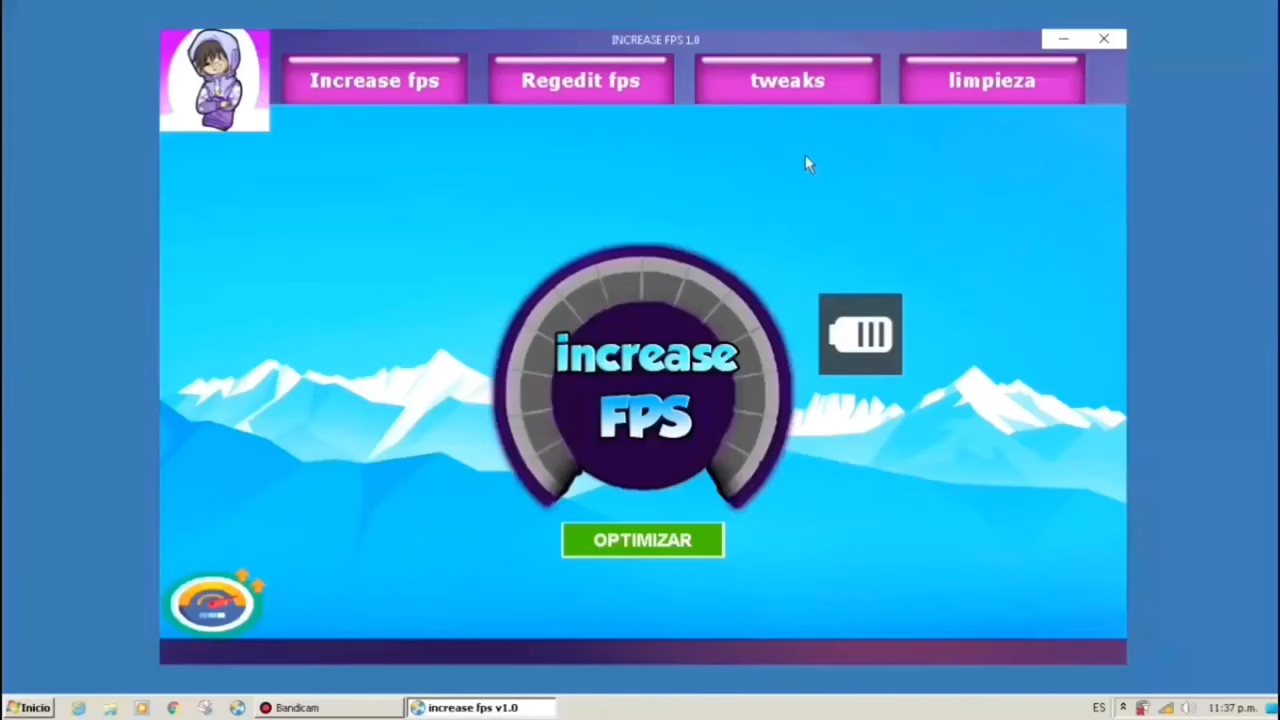 INCREASE FPS 1.0
Increase fps
Regedit fps
tweaks
limpieza
increase
FPS
OPTIMIZAR
Inicio
Bandicam
increase fps v1.0
ES
11:37 p.m.